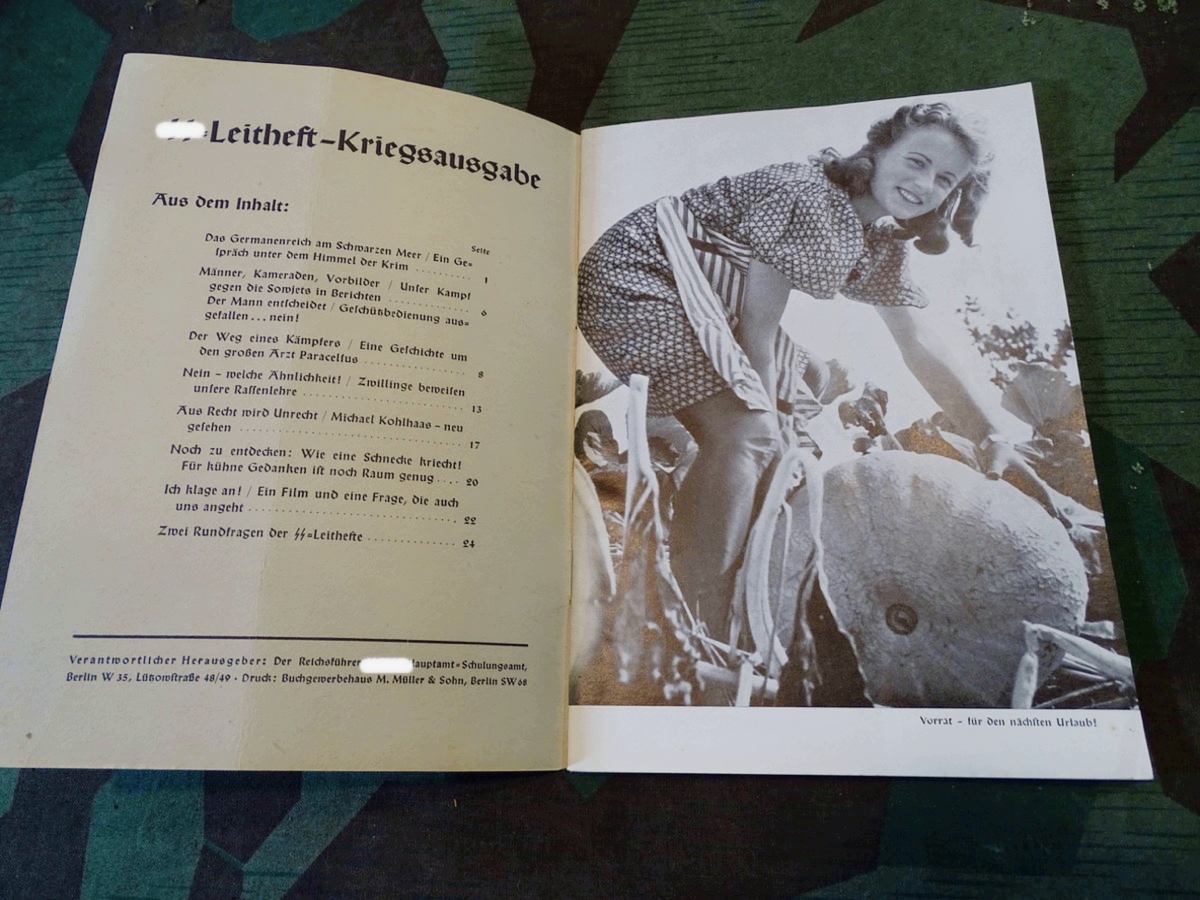 =Leitheft-Kriegsausgabe
Aus dem Inhalt:
Seite
Das Germanenreich am Schwarzen Meer / Ein Ge=
spräch unter dem Himmel der Krim .......... 1
Männer, Kameraden, Vorbilder / Unser Kampf
gegen die Sowjets in Berichten ............. 6
Der Mann entscheidet / Geschützbedienung aus=
gefallen ... nein!
Der Weg eines Kämpfers / Eine Geschichte um
den großen Arzt Paracelsus ................ 8
Nein - welche Ähnlichkeit! / Zwillinge beweisen
unsere Rassenlehre ........................ 13
Aus Recht wird Unrecht / Michael Kohlhaas - neu
gesehen ................................... 17
Noch zu entdecken: Wie eine Schnecke kriecht!
Für kühne Gedanken ist noch Raum genug .... 20
Ich klage an! / Ein Film und eine Frage, die auch
uns angeht ................................ 22
Zwei Rundfragen der SS=Leithefte ............. 24
Verantwortlicher Herausgeber: Der Reichsführer auptamt=Schulungsamt,
Berlin W 35, Lützowstraße 48/49 · Druck: Buchgewerbehaus M. Müller & Sohn, Berlin SW 68
Vorrat - für den nächsten Urlaub!